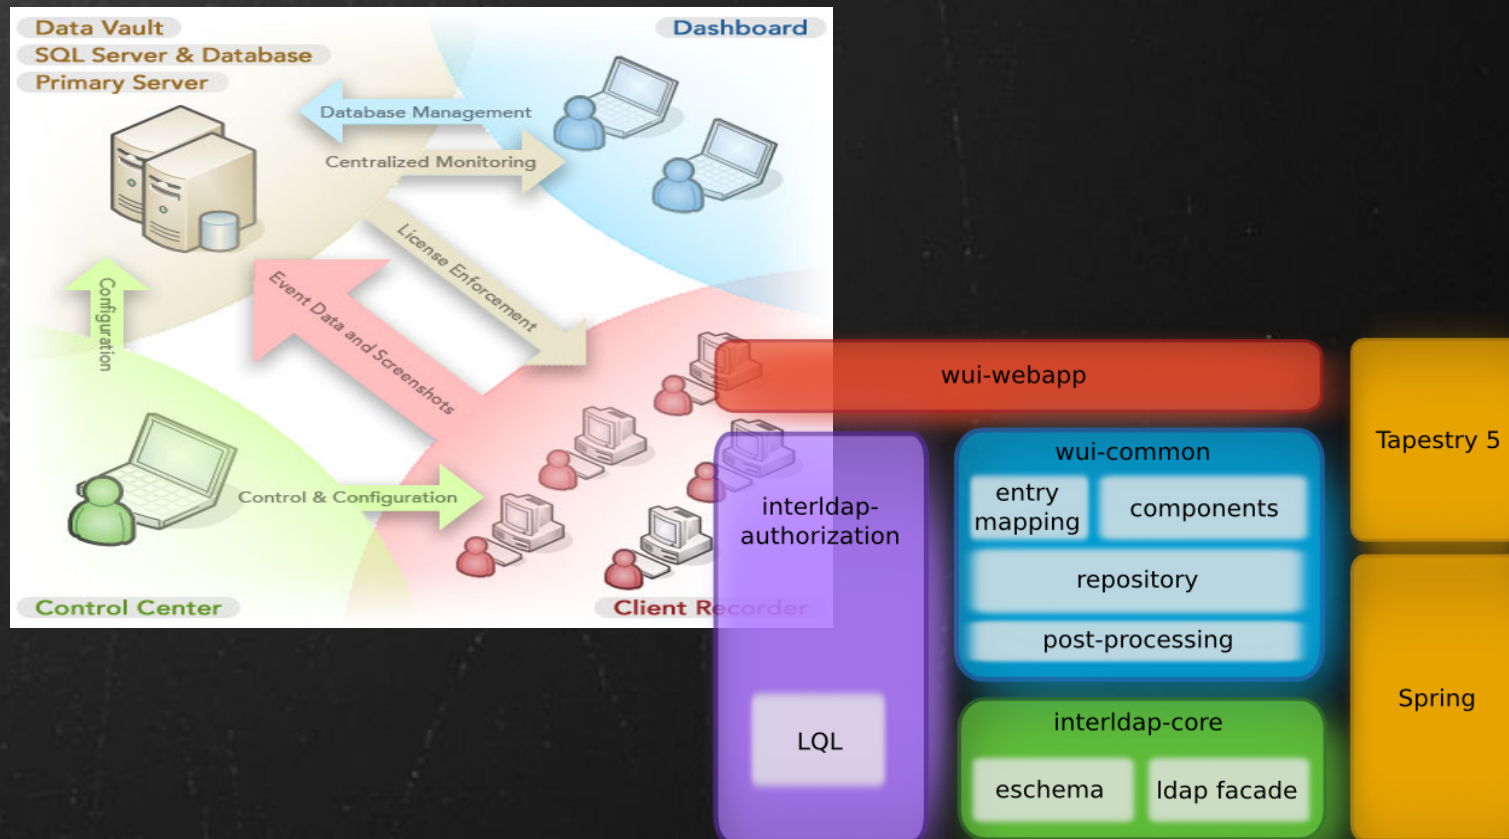 Data Vault
SQL Server & Database
Primary Server
Dashboard
Database Management
Centralized Monitoring
License Enforcement
Event Data and Screenshots
Configuration
Control & Configuration
Control Center
Client Recorder
wui-webapp
Tapestry 5
interldap-
authorization
LQL
wui-common
entry
mapping
components
repository
post-processing
interldap-core
eschema
ldap facade
Spring